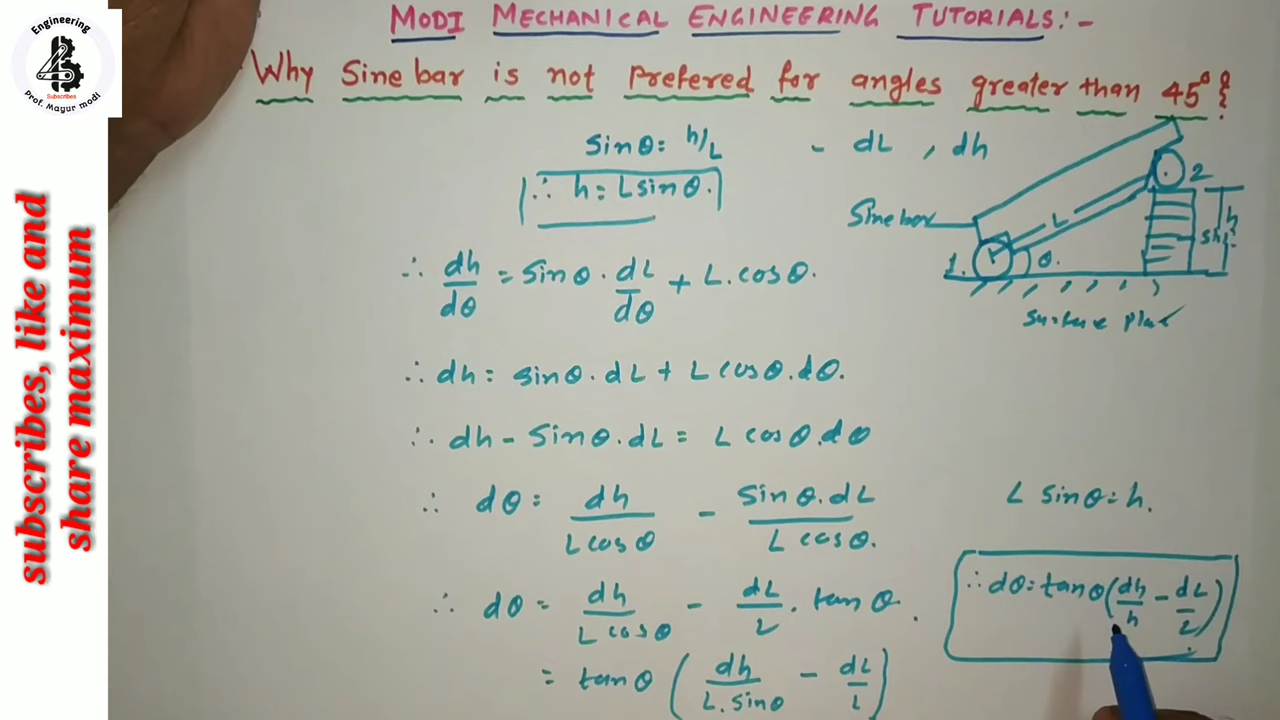 MODI MECHANICAL ENGINEERING TUTORIALS:-
Why Sine bar is not Prefered for angles greater than 45°?
Engineering
Subscribes
Prof. Mayur modi
subscribes, like and
share maximum
Sinθ = h/L - dL, dh
∴ h = L sinθ.
2
Sine bar
L
h
1.
θ.
∴ dh/dθ = Sinθ · dL/dθ + L. cosθ.
∴ dh = sinθ. dL + L cosθ. dθ.
∴ dh - Sinθ. dL = L cosθ. dθ
∴ dθ = dh/L cosθ - Sinθ. dL/L cosθ.
L sinθ = h.
∴ dθ = dh/L cosθ - dL/L . tanθ.
∴ dθ = tanθ (dh/h - dL/L)
= tanθ (dh/L. Sinθ - dL/L)